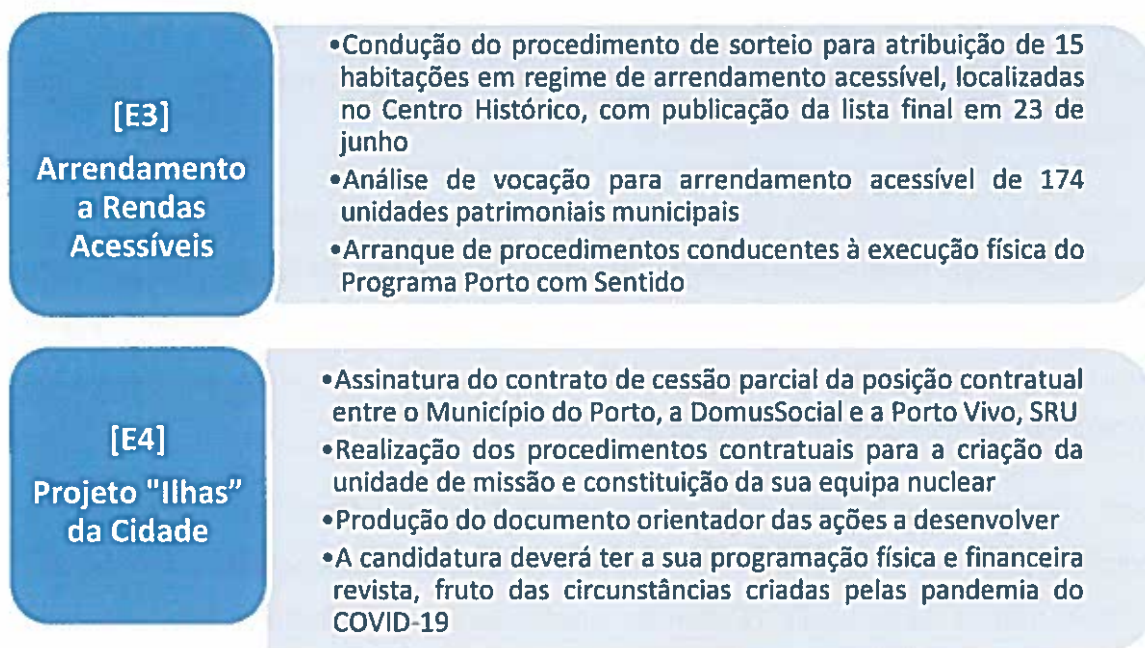 [E3]
Arrendamento
a Rendas
Acessíveis
•Condução do procedimento de sorteio para atribuição de 15
habitações em regime de arrendamento acessível, localizadas
no Centro Histórico, com publicação da lista final em 23 de
junho
•Análise de vocação para arrendamento acessível de 174
unidades patrimoniais municipais
•Arranque de procedimentos conducentes à execução física do
Programa Porto com Sentido
[E4]
Projeto "Ilhas”
da Cidade
•Assinatura do contrato de cessão parcial da posição contratual
entre o Município do Porto, a DomusSocial e a Porto Vivo, SRU
•Realização dos procedimentos contratuais para a criação da
unidade de missão e constituição da sua equipa nuclear
•Produção do documento orientador das ações a desenvolver
•A candidatura deverá ter a sua programação física e financeira
revista, fruto das circunstâncias criadas pelas pandemia do
COVID-19